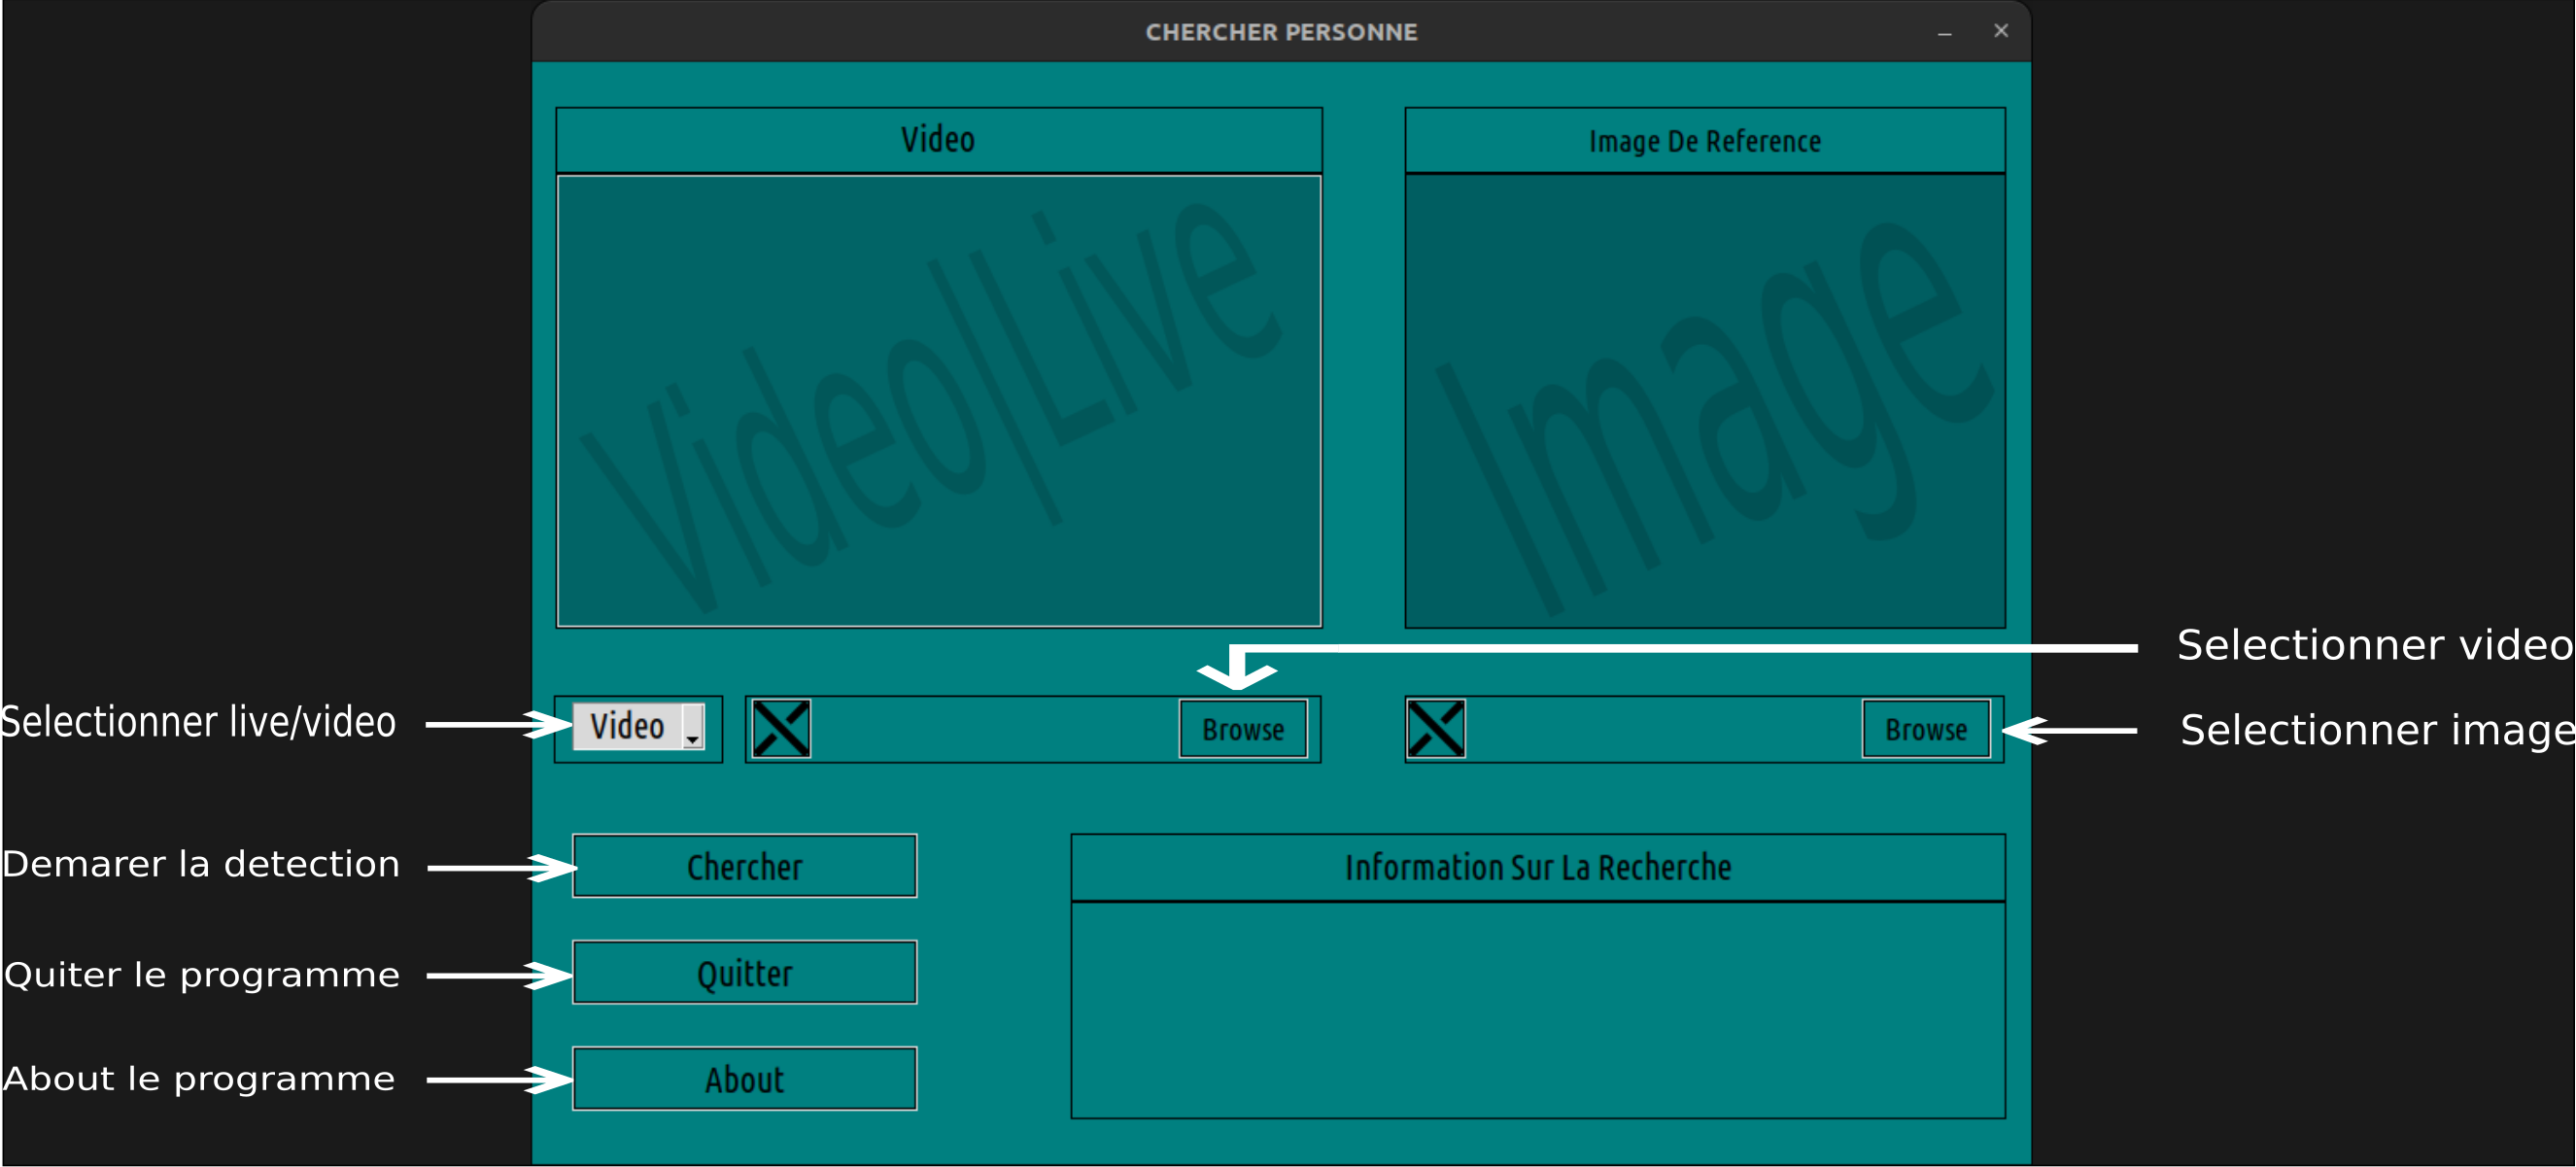 CHERCHER PERSONNE
Video
Image De Reference
Video|Live
Image
Selectionner video
Selectionner live/video
Video
Browse
Browse
Selectionner image
Demarer la detection
Chercher
Information Sur La Recherche
Quiter le programme
Quitter
About le programme
About